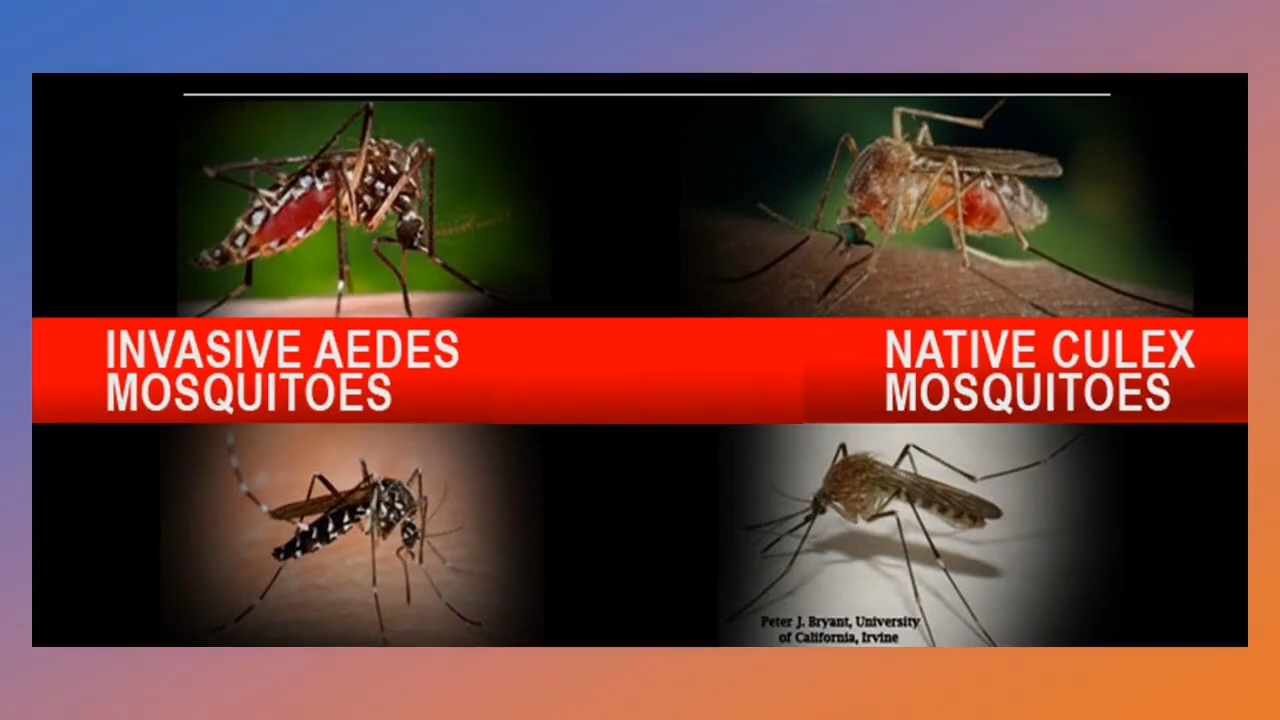 INVASIVE AEDES
MOSQUITOES
NATIVE CULEX
MOSQUITOES
Peter J. Bryant, University
of California, Irvine